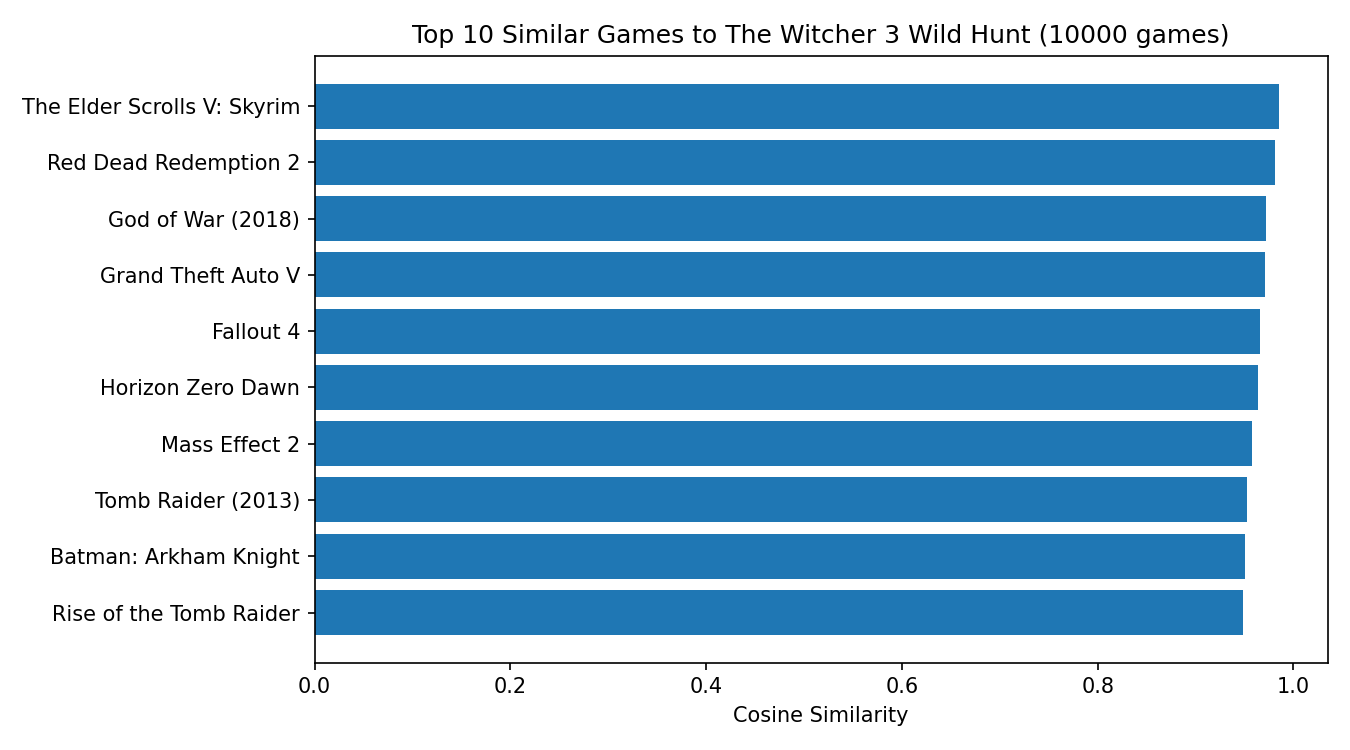 Top 10 Similar Games to The Witcher 3 Wild Hunt (10000 games)
The Elder Scrolls V: Skyrim
Red Dead Redemption 2
God of War (2018)
Grand Theft Auto V
Fallout 4
Horizon Zero Dawn
Mass Effect 2
Tomb Raider (2013)
Batman: Arkham Knight
Rise of the Tomb Raider
0.0 0.2 0.4 0.6 0.8 1.0
Cosine Similarity